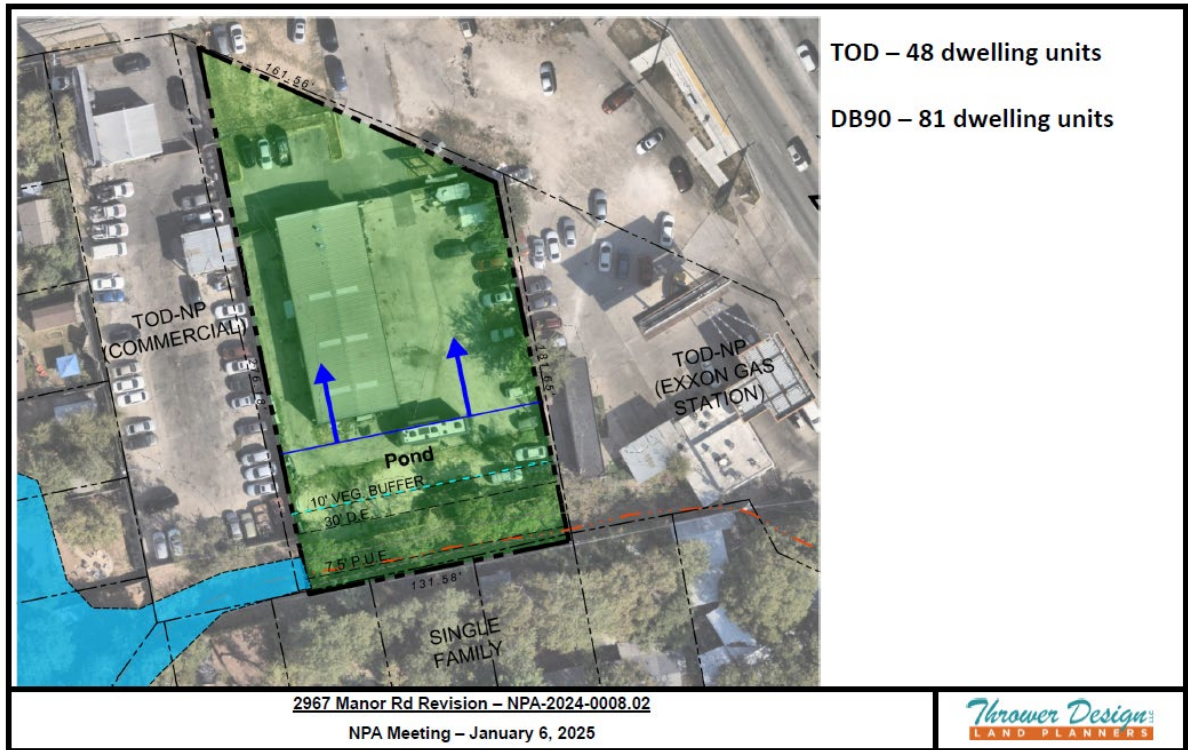 TOD – 48 dwelling units
DB90 – 81 dwelling units
161.56'
TOD-NP
(COMMERCIAL)
TOD-NP
(EXXON GAS
STATION)
Pond
10' VEG. BUFFER
30' D.E.
7.5' P.U.E.
131.58'
SINGLE
FAMILY
2967 Manor Rd Revision – NPA-2024-0008.02
NPA Meeting – January 6, 2025
Thrower Design LLC
LAND PLANNERS